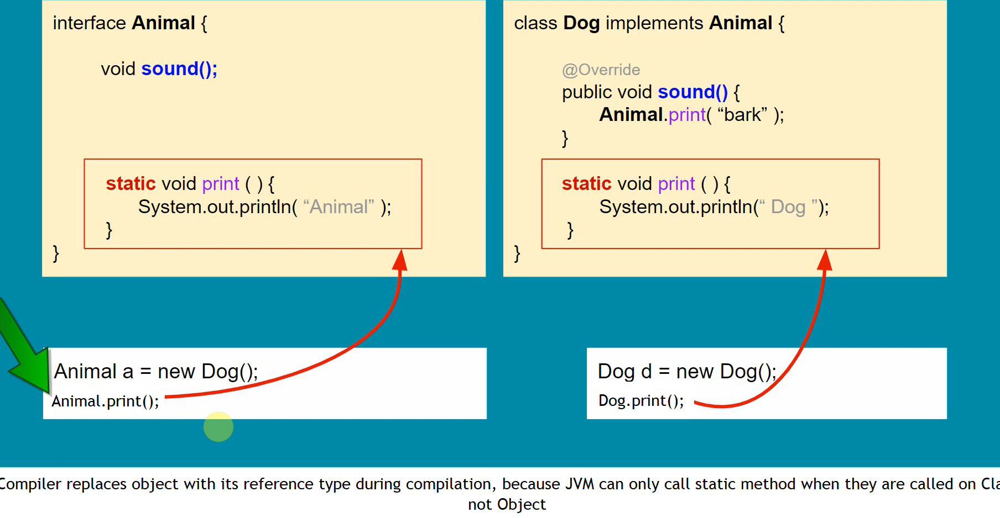 interface Animal {
void sound();
static void print ( ) {
System.out.println( “Animal” );
}
}
class Dog implements Animal {
@Override
public void sound() {
Animal.print( “bark” );
}
static void print ( ) {
System.out.println(“ Dog ”);
}
}
Animal a = new Dog();
Animal.print();
Dog d = new Dog();
Dog.print();
Compiler replaces object with its reference type during compilation, because JVM can only call static method when they are called on Cla
not Object